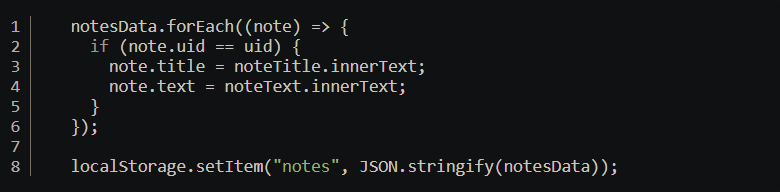 1 notesData.forEach((note) => {
2 if (note.uid == uid) {
3 note.title = noteTitle.innerText;
4 note.text = noteText.innerText;
5 }
6 });
7
8 localStorage.setItem("notes", JSON.stringify(notesData));